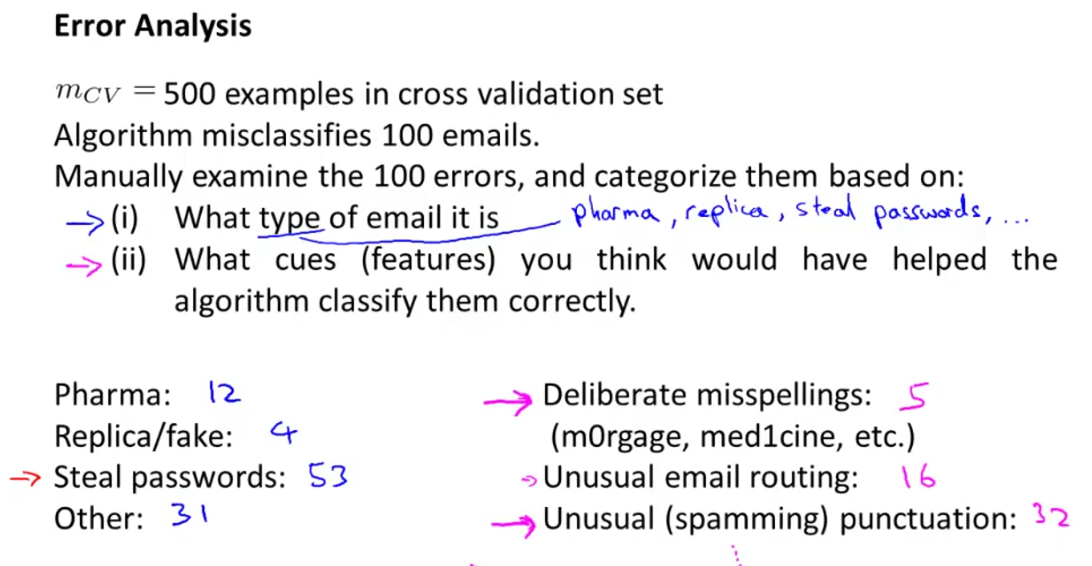 Error Analysis
m_CV = 500 examples in cross validation set
Algorithm misclassifies 100 emails.
Manually examine the 100 errors, and categorize them based on:
→ (i) What type of email it is pharma, replica, steal passwords, ...
→ (ii) What cues (features) you think would have helped the
algorithm classify them correctly.
Pharma: 12
Replica/fake: 4
→ Steal passwords: 53
Other: 31
→ Deliberate misspellings: 5
(m0rgage, med1cine, etc.)
→ Unusual email routing: 16
→ Unusual (spamming) punctuation: 32